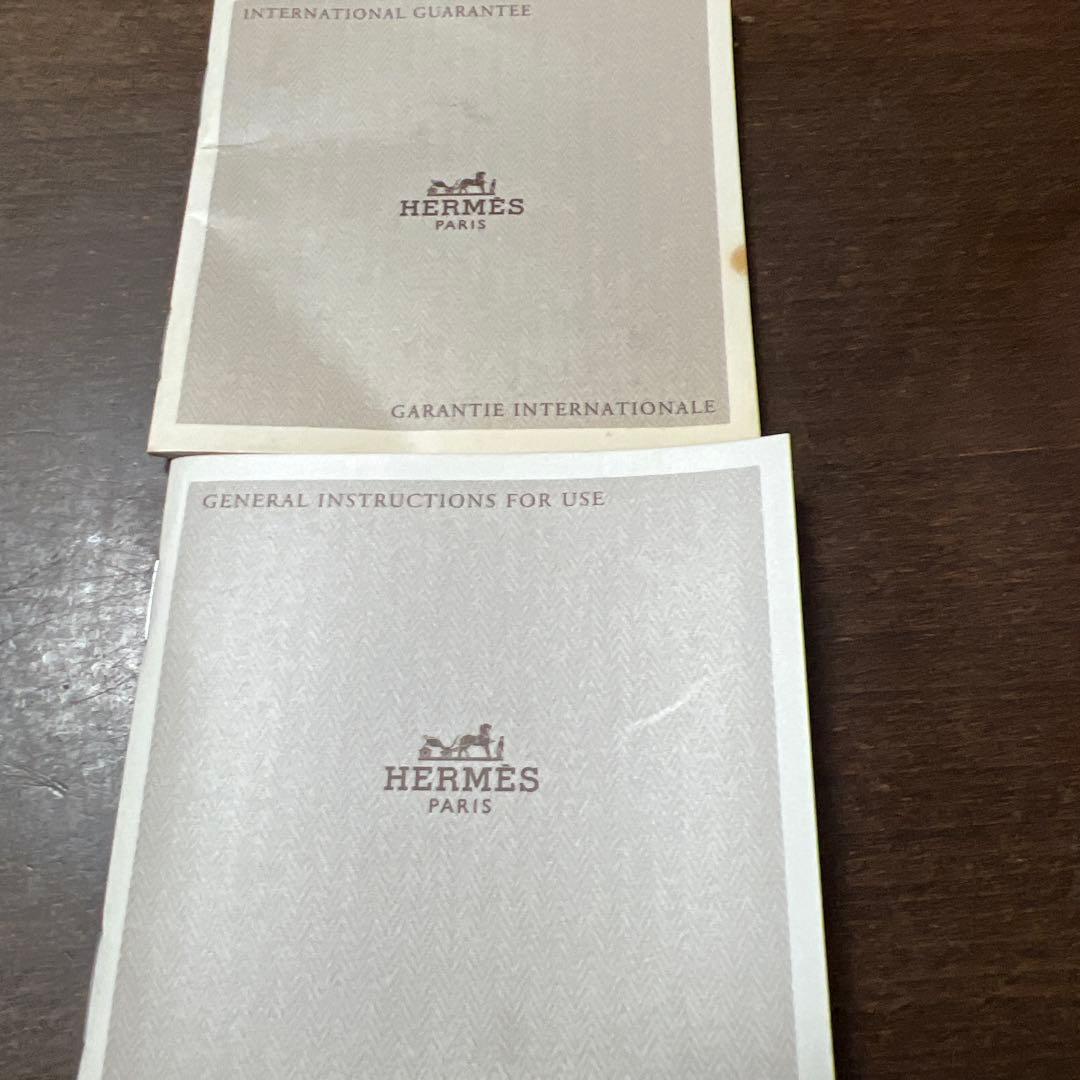 INTERNATIONAL GUARANTEE
HERMÈS
PARIS
GARANTIE INTERNATIONALE
GENERAL INSTRUCTIONS FOR USE
HERMÈS
PARIS